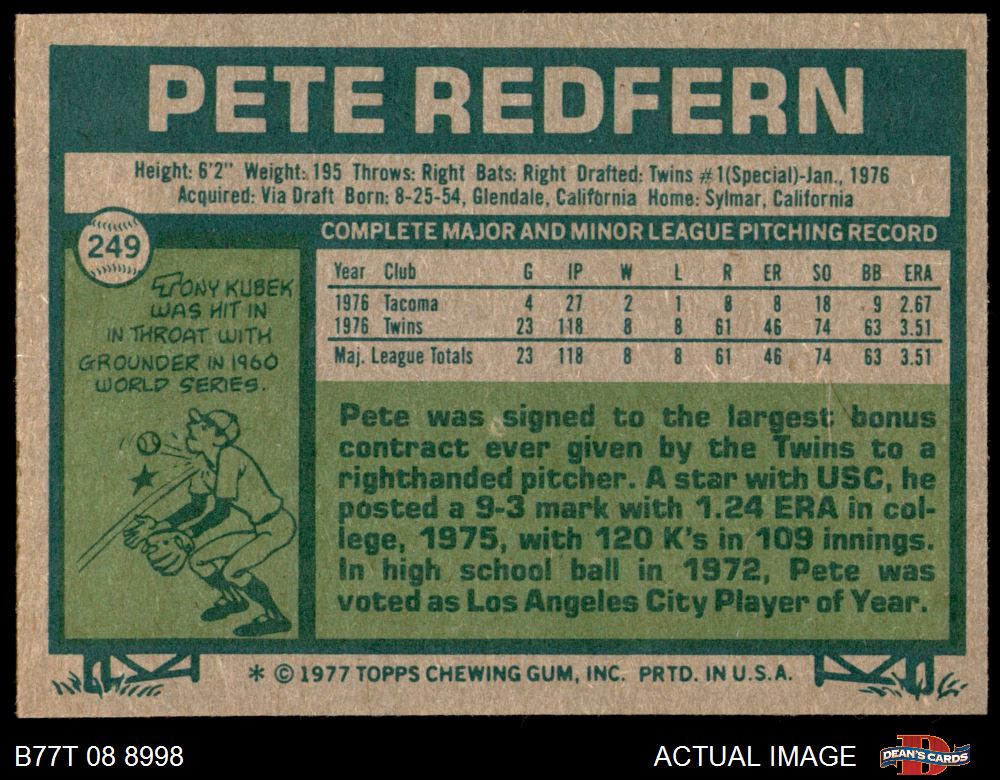 PETE REDFERN
Height: 6'2" Weight: 195 Throws: Right Bats: Right Drafted: Twins #1(Special)-Jan., 1976
Acquired: Via Draft Born: 8-25-54, Glendale, California Home: Sylmar, California
249
TONY KUBEK
WAS HIT IN
IN THROAT WITH
GROUNDER IN 1960
WORLD SERIES.
COMPLETE MAJOR AND MINOR LEAGUE PITCHING RECORD
Year Club G IP W L R ER SO BB ERA
1976 Tacoma 4 27 2 1 8 8 18 9 2.67
1976 Twins 23 118 8 8 61 46 74 63 3.51
Maj. League Totals 23 118 8 8 61 46 74 63 3.51
Pete was signed to the largest bonus
contract ever given by the Twins to a
righthanded pitcher. A star with USC, he
posted a 9-3 mark with 1.24 ERA in col-
lege, 1975, with 120 K's in 109 innings.
In high school ball in 1972, Pete was
voted as Los Angeles City Player of Year.
* © 1977 TOPPS CHEWING GUM, INC. PRTD. IN U.S.A.
B77T 08 8998
ACTUAL IMAGE
DEAN'S CARDS